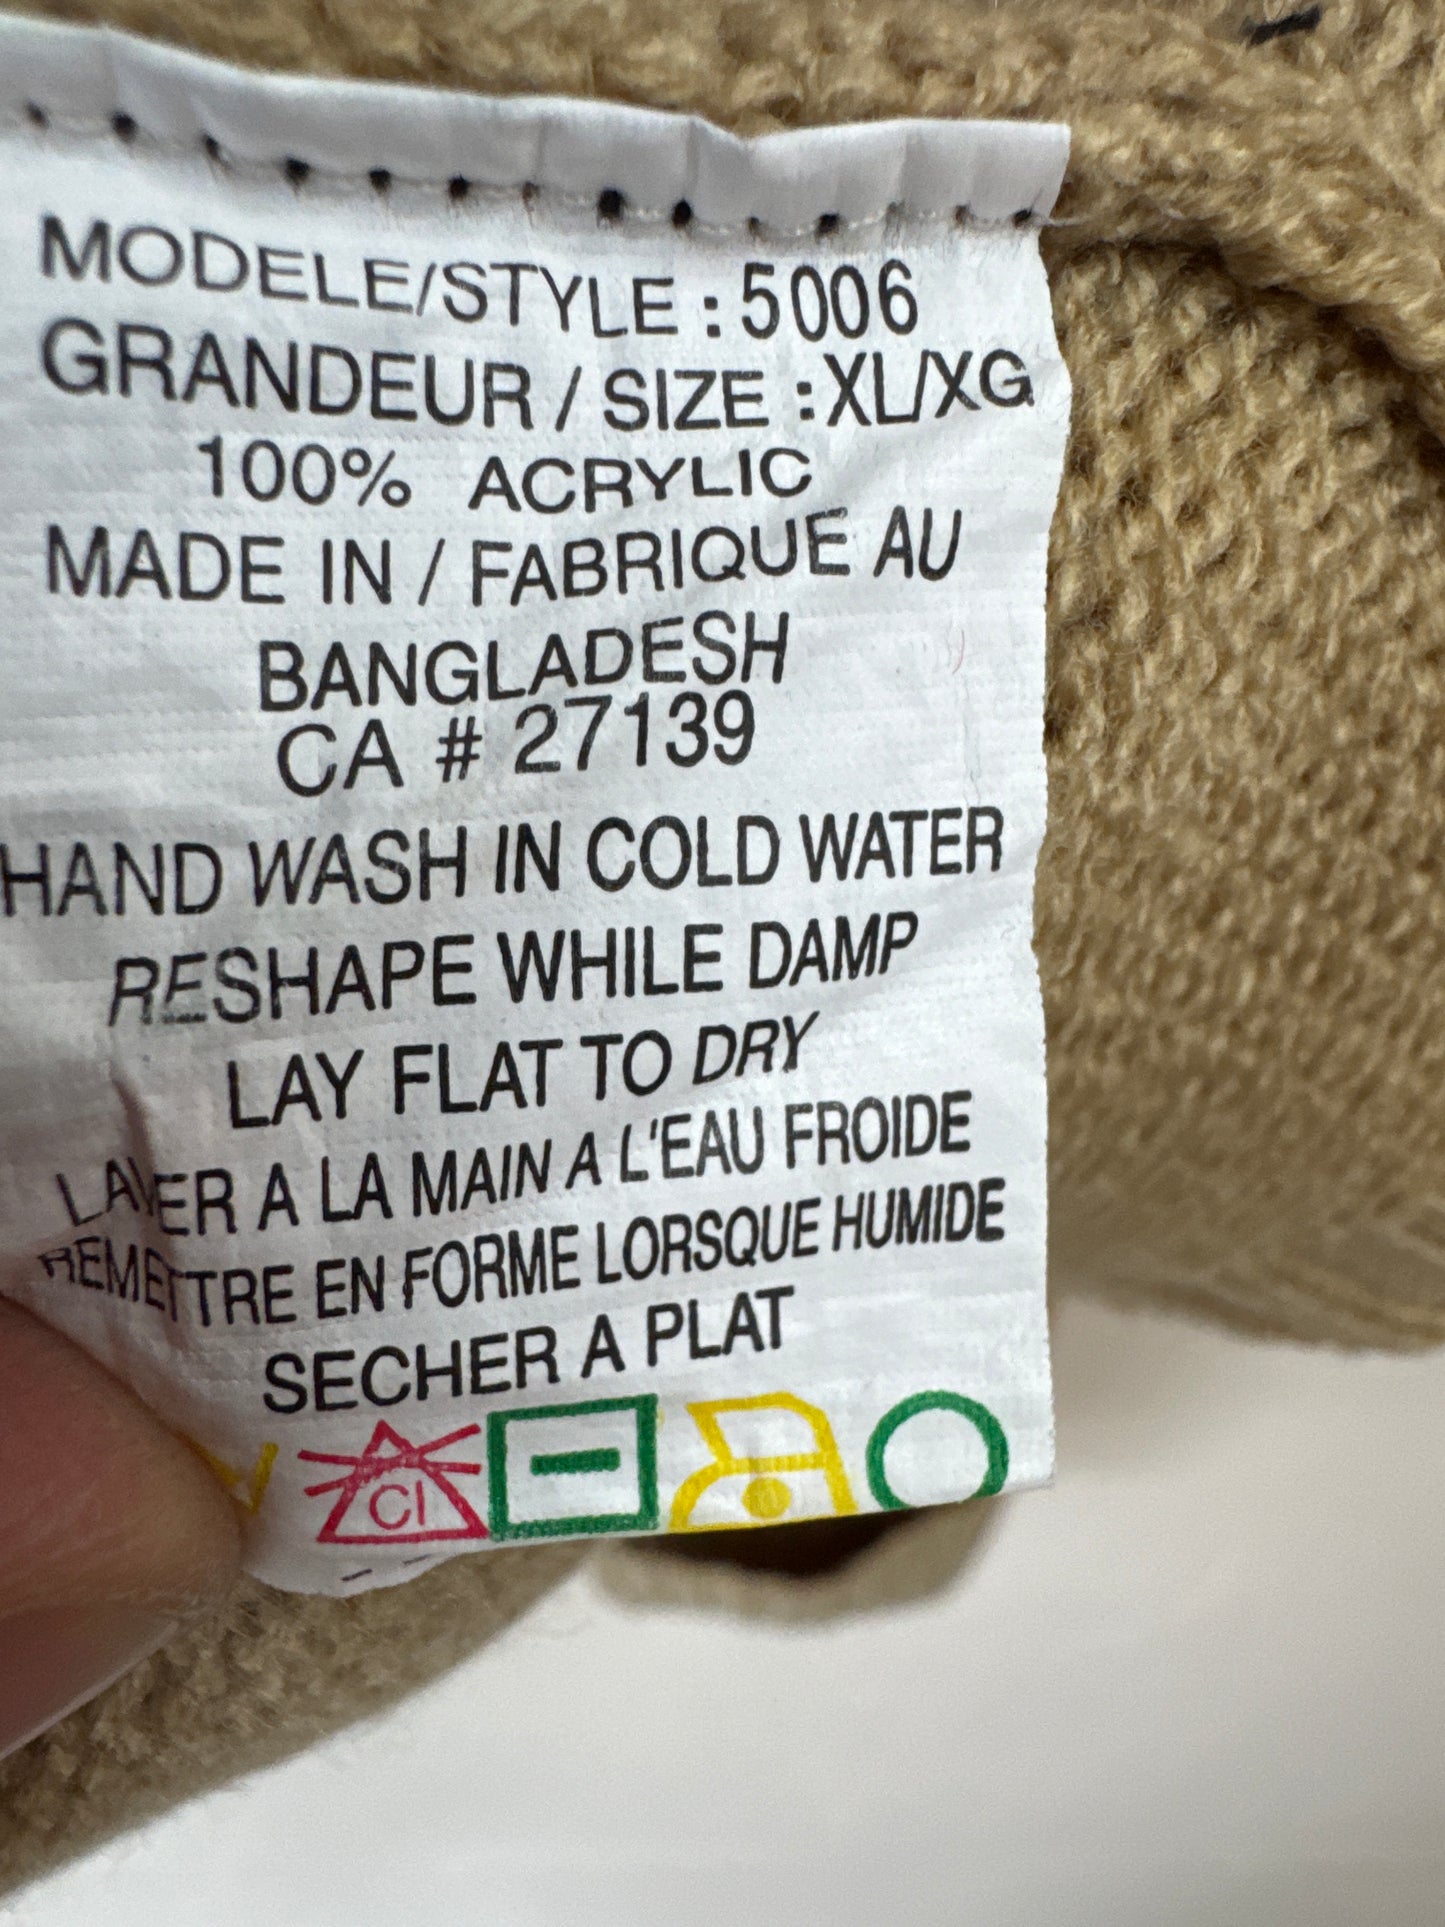 MODELE/STYLE : 5006
GRANDEUR / SIZE : XL/XG
100% ACRYLIC
MADE IN / FABRIQUE AU
BANGLADESH
CA # 27139
HAND WASH IN COLD WATER
RESHAPE WHILE DAMP
LAY FLAT TO DRY
LAVER A LA MAIN A L'EAU FROIDE
REMETTRE EN FORME LORSQUE HUMIDE
SECHER A PLAT
Cl